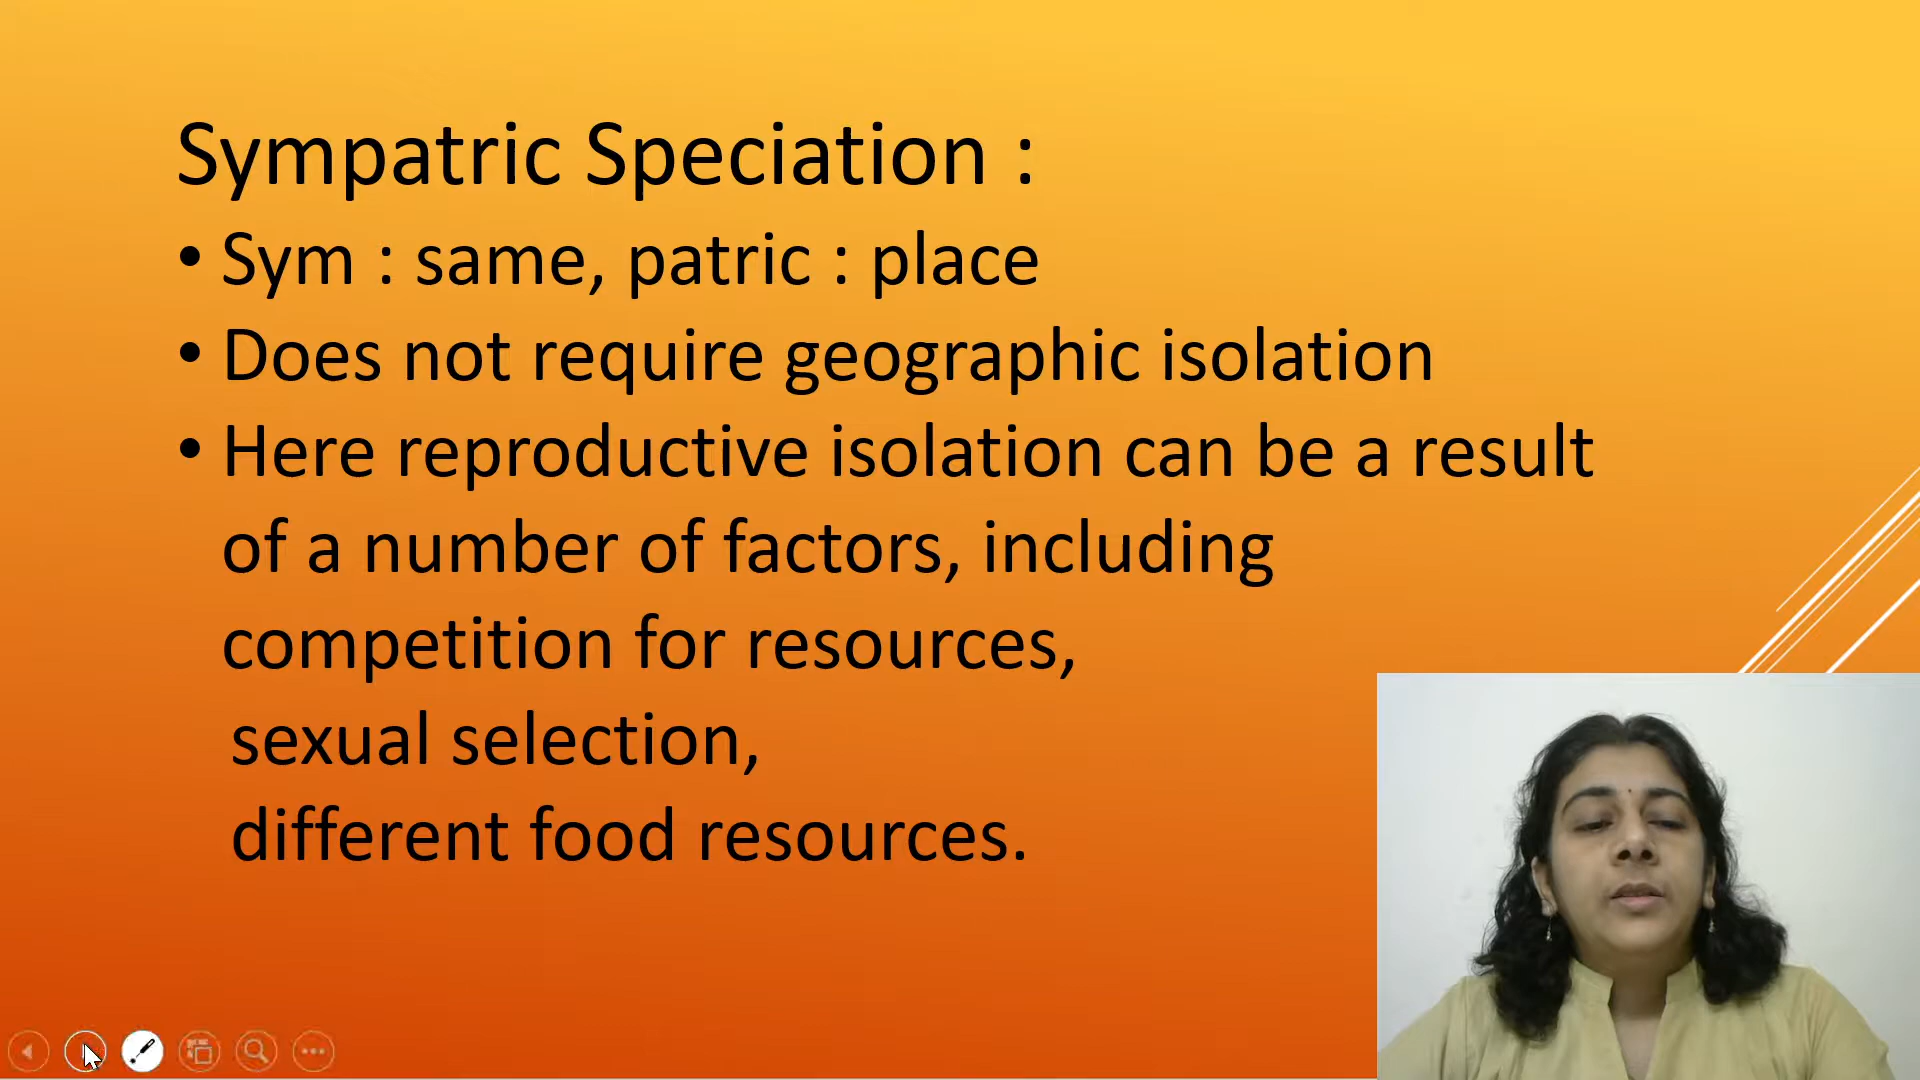 Sympatric Speciation :
• Sym : same, patric : place
• Does not require geographic isolation
• Here reproductive isolation can be a result
of a number of factors, including
competition for resources,
sexual selection,
different food resources.